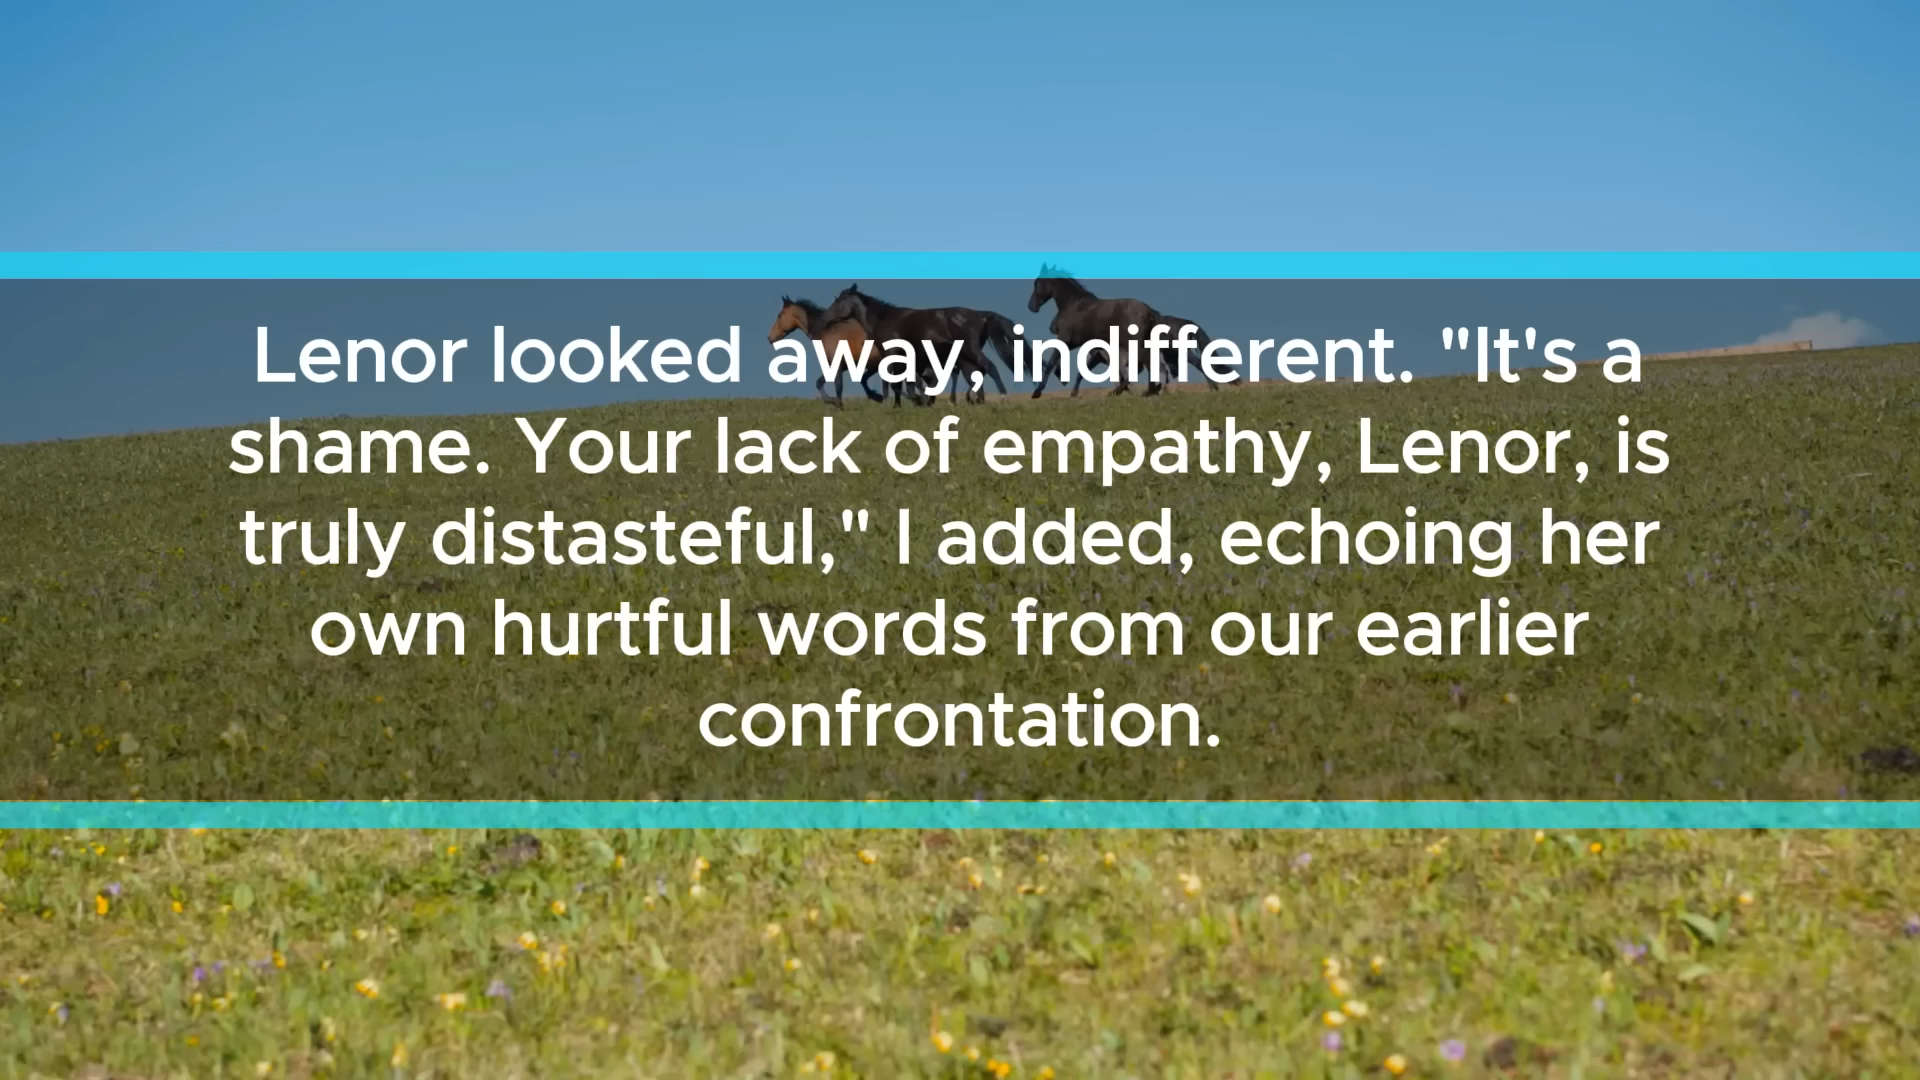 Lenor looked away, indifferent. "It's a
shame. Your lack of empathy, Lenor, is
truly distasteful," I added, echoing her
own hurtful words from our earlier
confrontation.